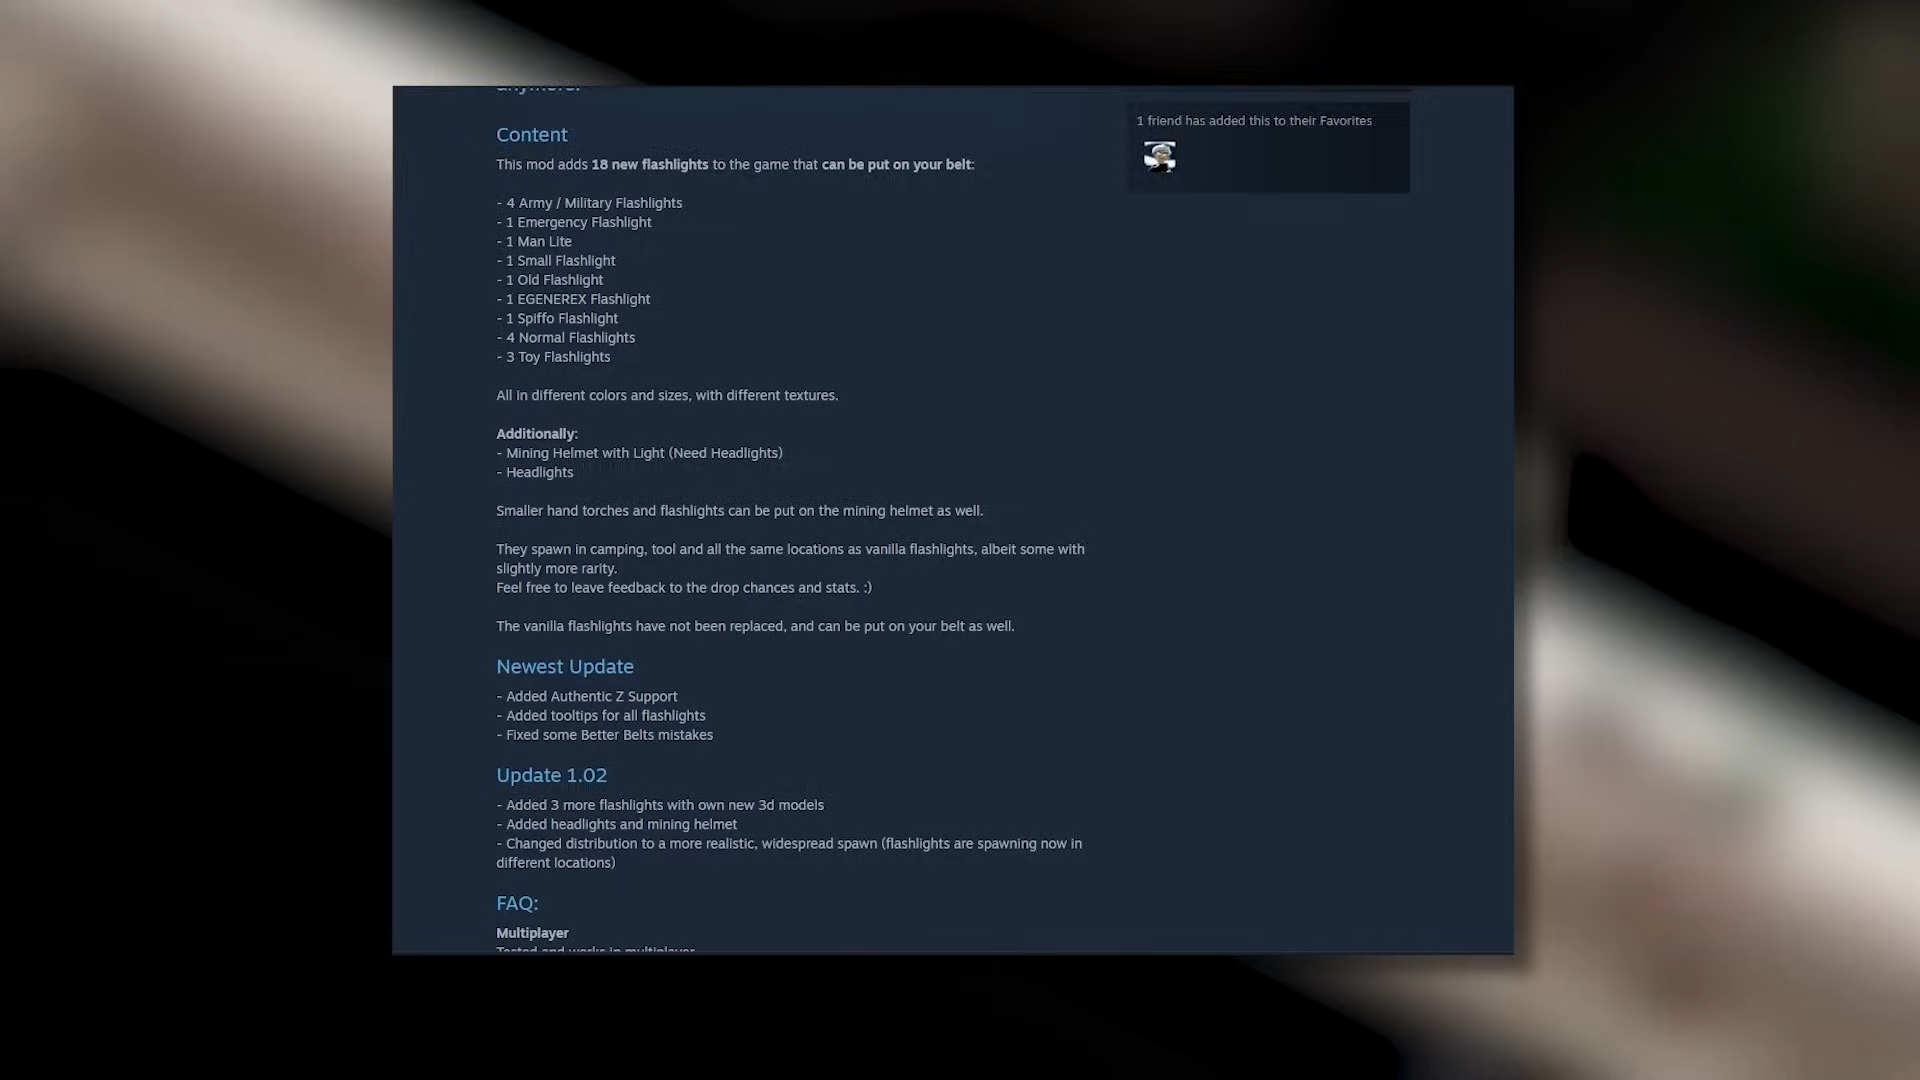 anymore.
Content
This mod adds 18 new flashlights to the game that can be put on your belt:
- 4 Army / Military Flashlights
- 1 Emergency Flashlight
- 1 Man Lite
- 1 Small Flashlight
- 1 Old Flashlight
- 1 EGENEREX Flashlight
- 1 Spiffo Flashlight
- 4 Normal Flashlights
- 3 Toy Flashlights
All in different colors and sizes, with different textures.
Additionally:
- Mining Helmet with Light (Need Headlights)
- Headlights
Smaller hand torches and flashlights can be put on the mining helmet as well.
They spawn in camping, tool and all the same locations as vanilla flashlights, albeit some with
slightly more rarity.
Feel free to leave feedback to the drop chances and stats. :)
The vanilla flashlights have not been replaced, and can be put on your belt as well.
Newest Update
- Added Authentic Z Support
- Added tooltips for all flashlights
- Fixed some Better Belts mistakes
Update 1.02
- Added 3 more flashlights with own new 3d models
- Added headlights and mining helmet
- Changed distribution to a more realistic, widespread spawn (flashlights are spawning now in
different locations)
FAQ:
Multiplayer
Tested and works in multiplayer
1 friend has added this to their Favorites